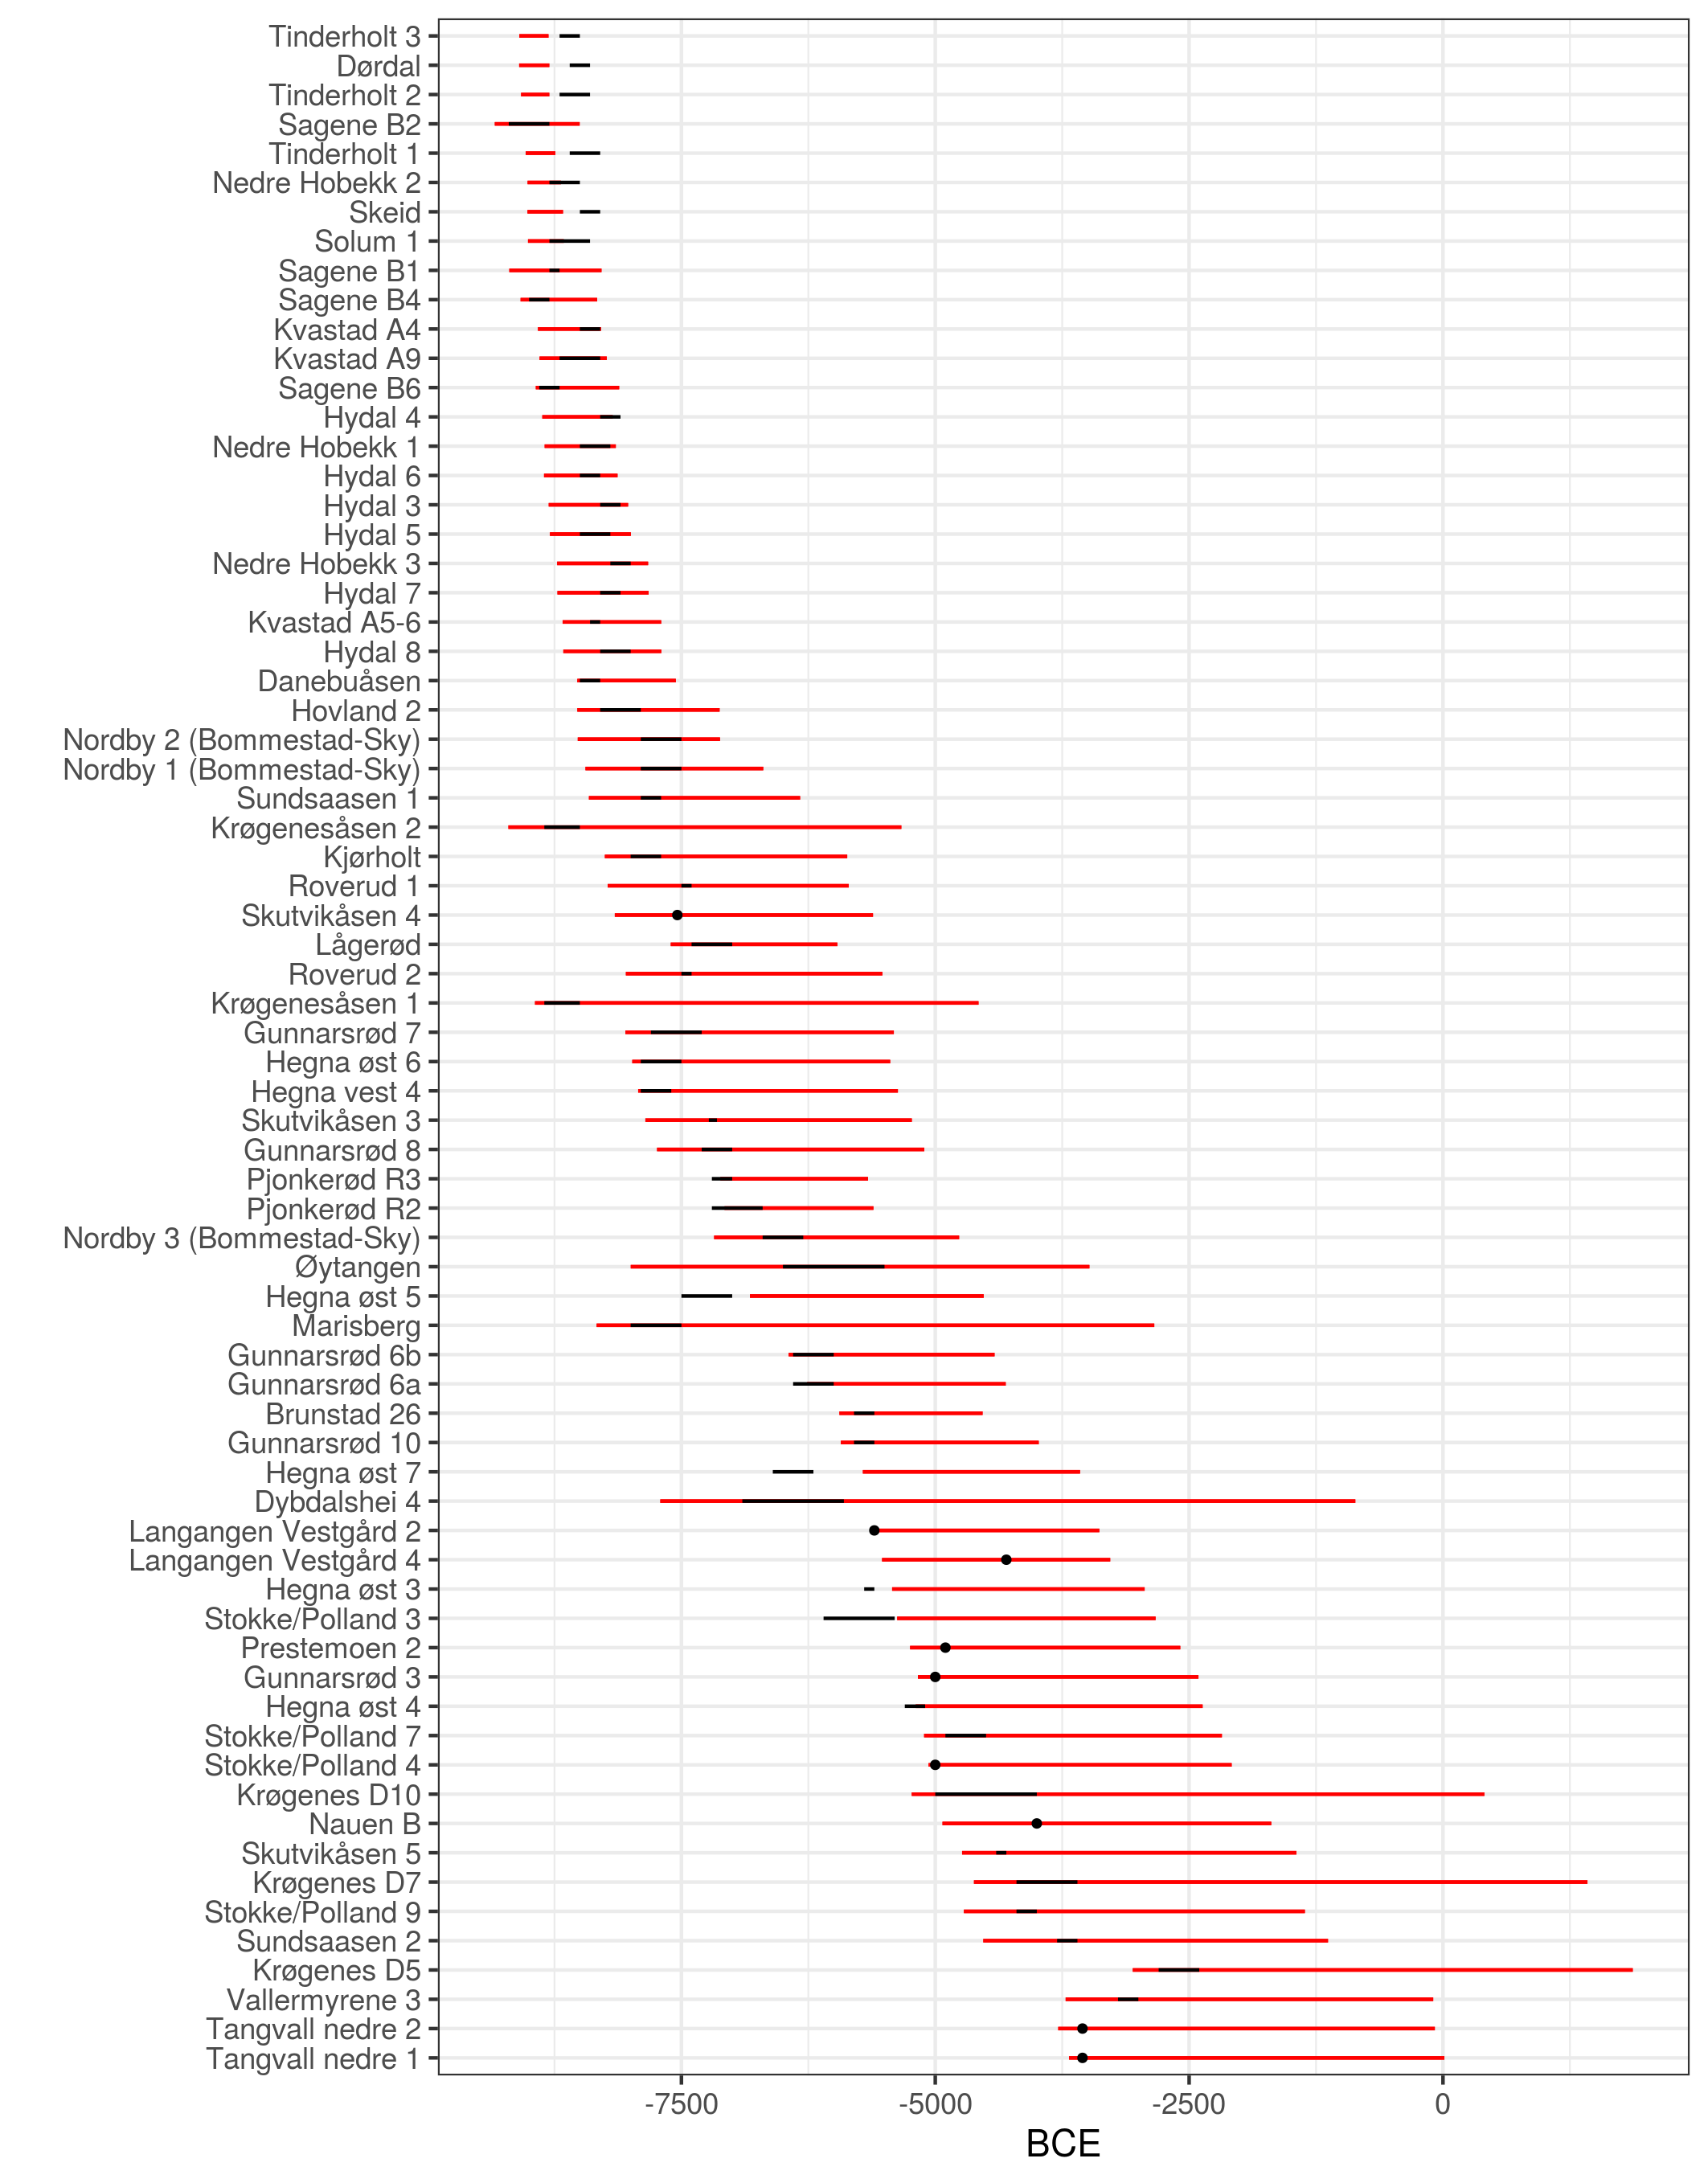 Tinderholt 3
Dørdal
Tinderholt 2
Sagene B2
Tinderholt 1
Nedre Hobekk 2
Skeid
Solum 1
Sagene B1
Sagene B4
Kvastad A4
Kvastad A9
Sagene B6
Hydal 4
Nedre Hobekk 1
Hydal 6
Hydal 3
Hydal 5
Nedre Hobekk 3
Hydal 7
Kvastad A5-6
Hydal 8
Danebuåsen
Hovland 2
Nordby 2 (Bommestad-Sky)
Nordby 1 (Bommestad-Sky)
Sundsaasen 1
Krøgenesåsen 2
Kjørholt
Roverud 1
Skutvikåsen 4
Lågerød
Roverud 2
Krøgenesåsen 1
Gunnarsrød 7
Hegna øst 6
Hegna vest 4
Skutvikåsen 3
Gunnarsrød 8
Pjonkerød R3
Pjonkerød R2
Nordby 3 (Bommestad-Sky)
Øytangen
Hegna øst 5
Marisberg
Gunnarsrød 6b
Gunnarsrød 6a
Brunstad 26
Gunnarsrød 10
Hegna øst 7
Dybdalshei 4
Langangen Vestgård 2
Langangen Vestgård 4
Hegna øst 3
Stokke/Polland 3
Prestemoen 2
Gunnarsrød 3
Hegna øst 4
Stokke/Polland 7
Stokke/Polland 4
Krøgenes D10
Nauen B
Skutvikåsen 5
Krøgenes D7
Stokke/Polland 9
Sundsaasen 2
Krøgenes D5
Vallermyrene 3
Tangvall nedre 2
Tangvall nedre 1
-7500 -5000 -2500 0
BCE